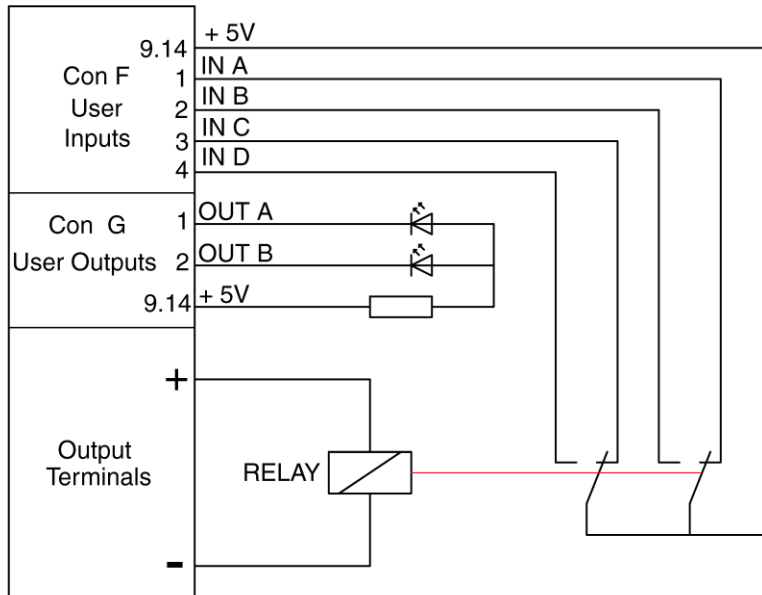 9.14 + 5V
Con F
User
Inputs
1 IN A
2 IN B
3 IN C
4 IN D
Con G
User Outputs
1 OUT A
2 OUT B
9.14 + 5V
+
Output
Terminals
-
RELAY